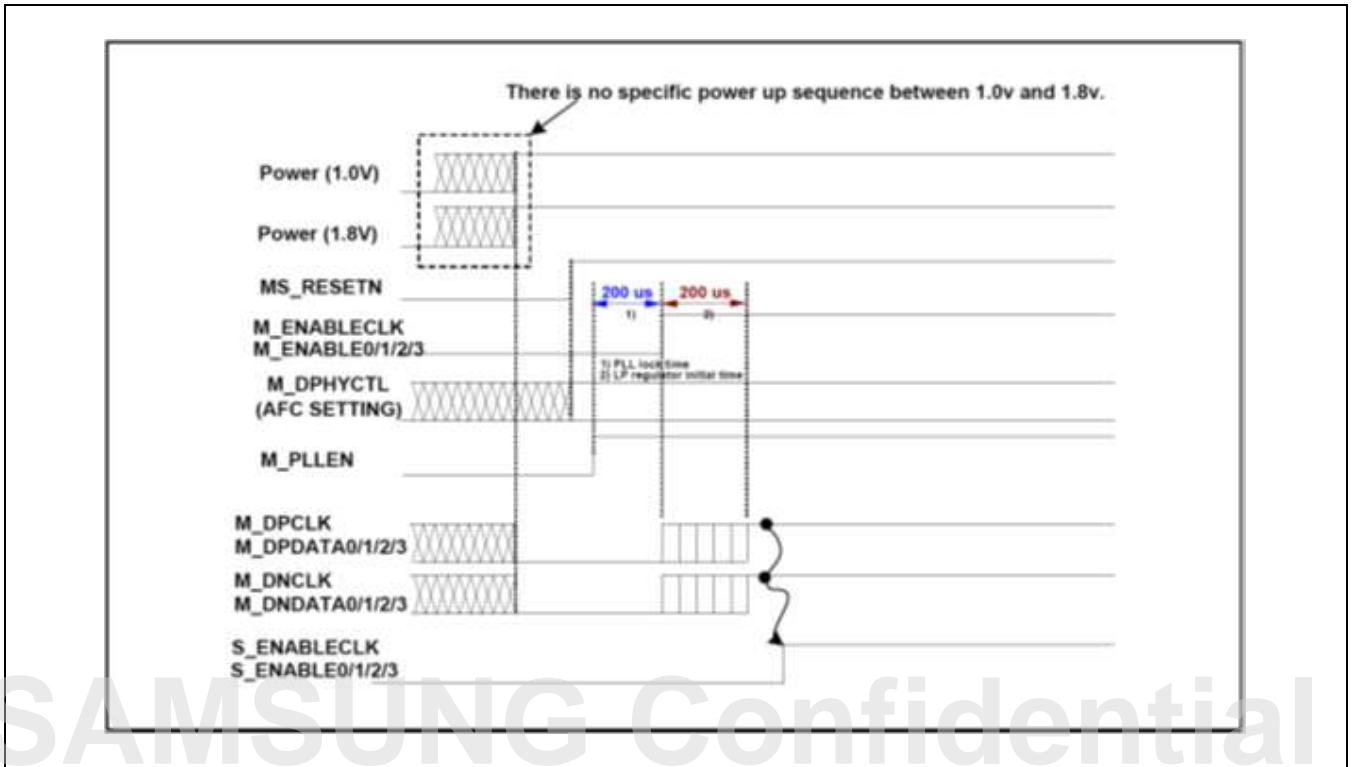 There is no specific power up sequence between 1.0v and 1.8v.
Power (1.0V)
Power (1.8V)
MS_RESETN
200 us
200 us
1)
2)
M_ENABLECLK
M_ENABLE0/1/2/3
1) PLL lock time
2) LP regulator initial time
M_DPHYCTL
(AFC SETTING)
M_PLLEN
M_DPCLK
M_DPDATA0/1/2/3
M_DNCLK
M_DNDATA0/1/2/3
S_ENABLECLK
S_ENABLE0/1/2/3
SAMSUNG Confidential